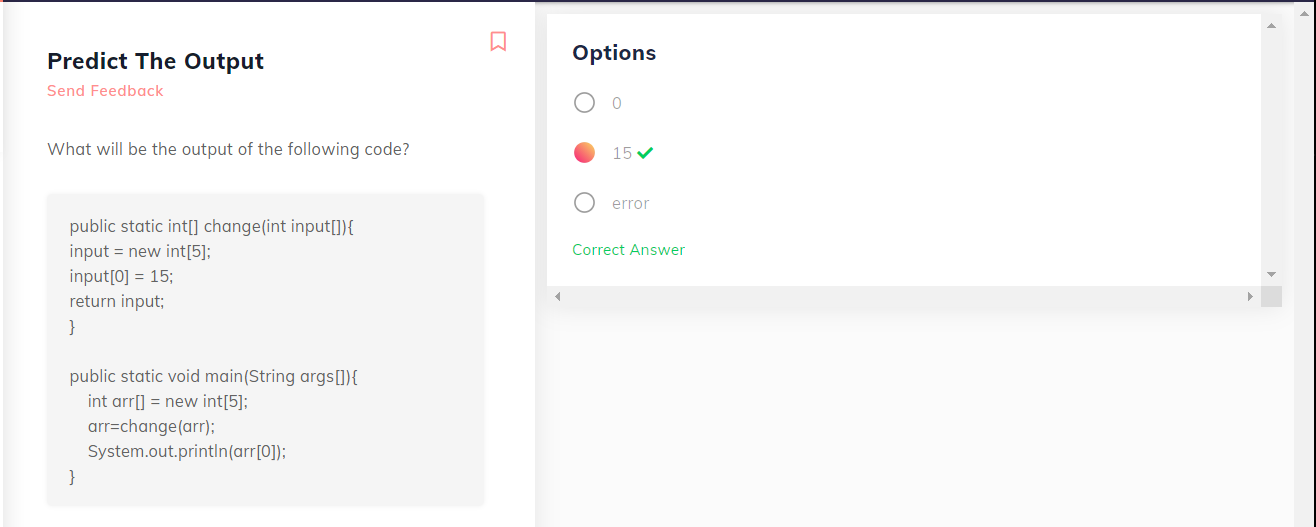 Predict The Output
Send Feedback
What will be the output of the following code?
public static int[] change(int input[]){
input = new int[5];
input[0] = 15;
return input;
}
public static void main(String args[]){
int arr[] = new int[5];
arr=change(arr);
System.out.println(arr[0]);
}
Options
0
15
error
Correct Answer